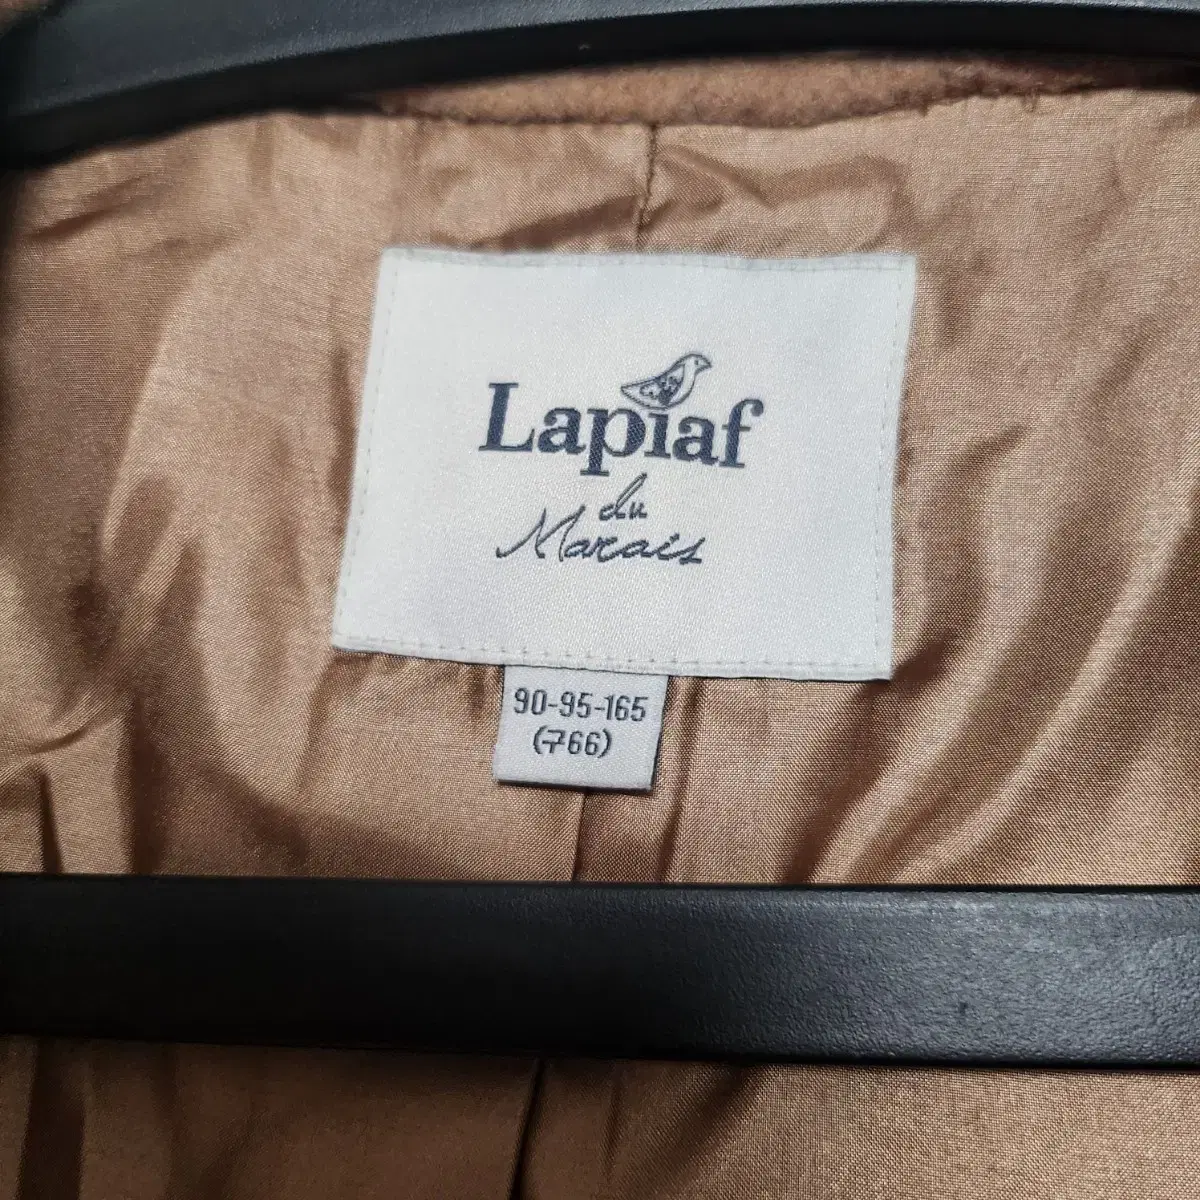 Lapiaf
du
Marais
90-95-165
(구66)